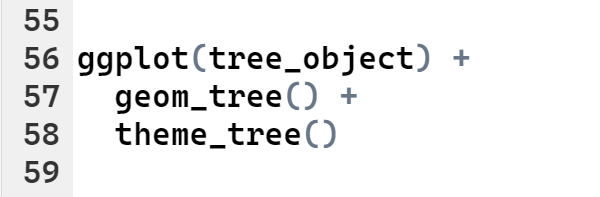 55
56 ggplot(tree_object) +
57   geom_tree() +
58   theme_tree()
59